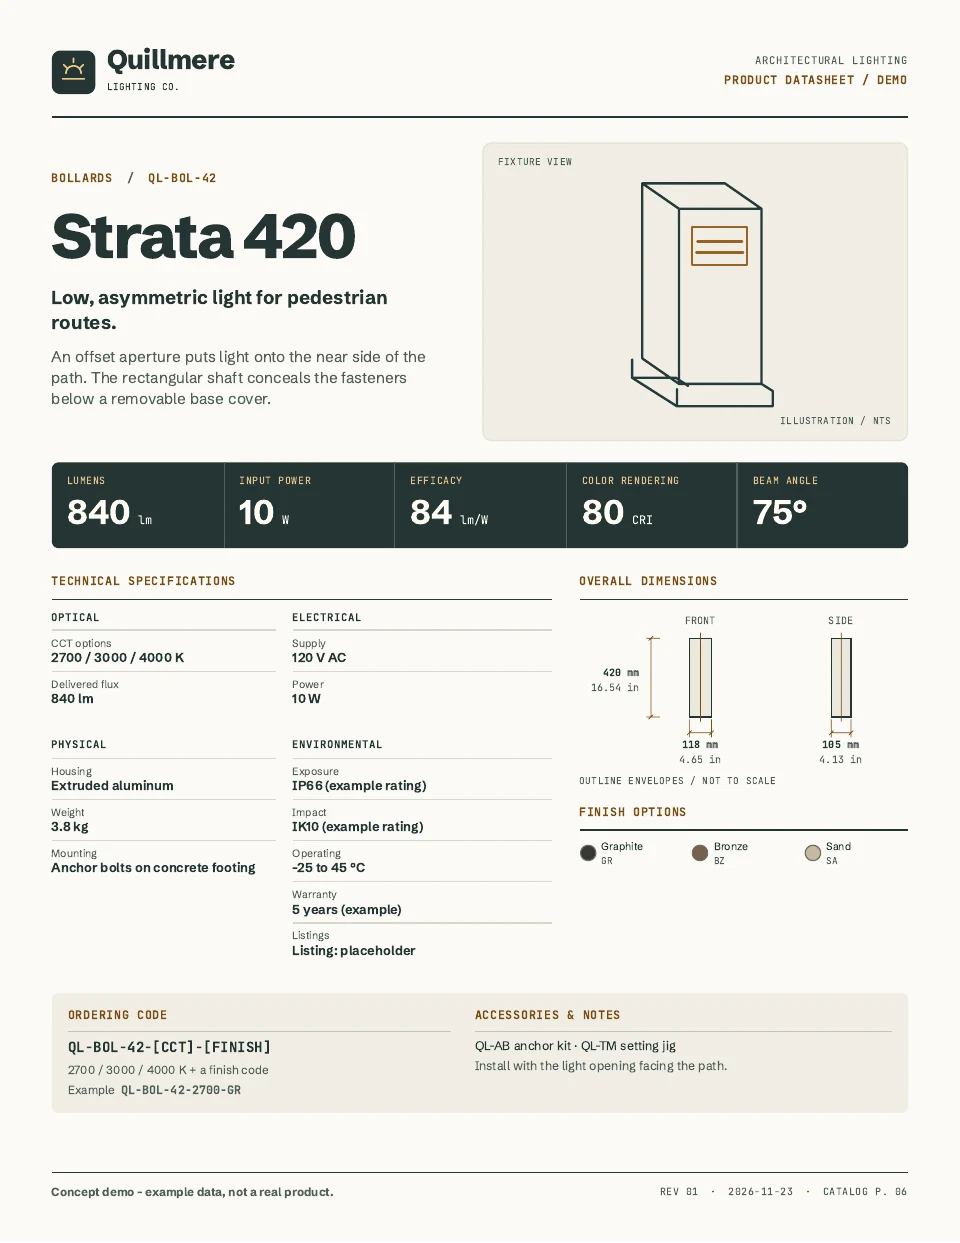 Quillmere
LIGHTING CO.
ARCHITECTURAL LIGHTING
PRODUCT DATASHEET / DEMO
BOLLARDS / QL-BOL-42
Strata 420
Low, asymmetric light for pedestrian
routes.
An offset aperture puts light onto the near side of the
path. The rectangular shaft conceals the fasteners
below a removable base cover.
FIXTURE VIEW
ILLUSTRATION / NTS
LUMENS
840 lm
INPUT POWER
10 W
EFFICACY
84 lm/W
COLOR RENDERING
80 CRI
BEAM ANGLE
75°
TECHNICAL SPECIFICATIONS
OPTICAL
CCT options
2700 / 3000 / 4000 K
Delivered flux
840 lm
ELECTRICAL
Supply
120 V AC
Power
10 W
PHYSICAL
Housing
Extruded aluminum
Weight
3.8 kg
Mounting
Anchor bolts on concrete footing
ENVIRONMENTAL
Exposure
IP66 (example rating)
Impact
IK10 (example rating)
Operating
-25 to 45 °C
Warranty
5 years (example)
Listings
Listing: placeholder
OVERALL DIMENSIONS
FRONT
SIDE
420 mm
16.54 in
118 mm
4.65 in
105 mm
4.13 in
OUTLINE ENVELOPES / NOT TO SCALE
FINISH OPTIONS
Graphite
GR
Bronze
BZ
Sand
SA
ORDERING CODE
QL-BOL-42-[CCT]-[FINISH]
2700 / 3000 / 4000 K + a finish code
Example QL-BOL-42-2700-GR
ACCESSORIES & NOTES
QL-AB anchor kit · QL-TM setting jig
Install with the light opening facing the path.
Concept demo - example data, not a real product.
REV 01 · 2026-11-23 · CATALOG P. 06